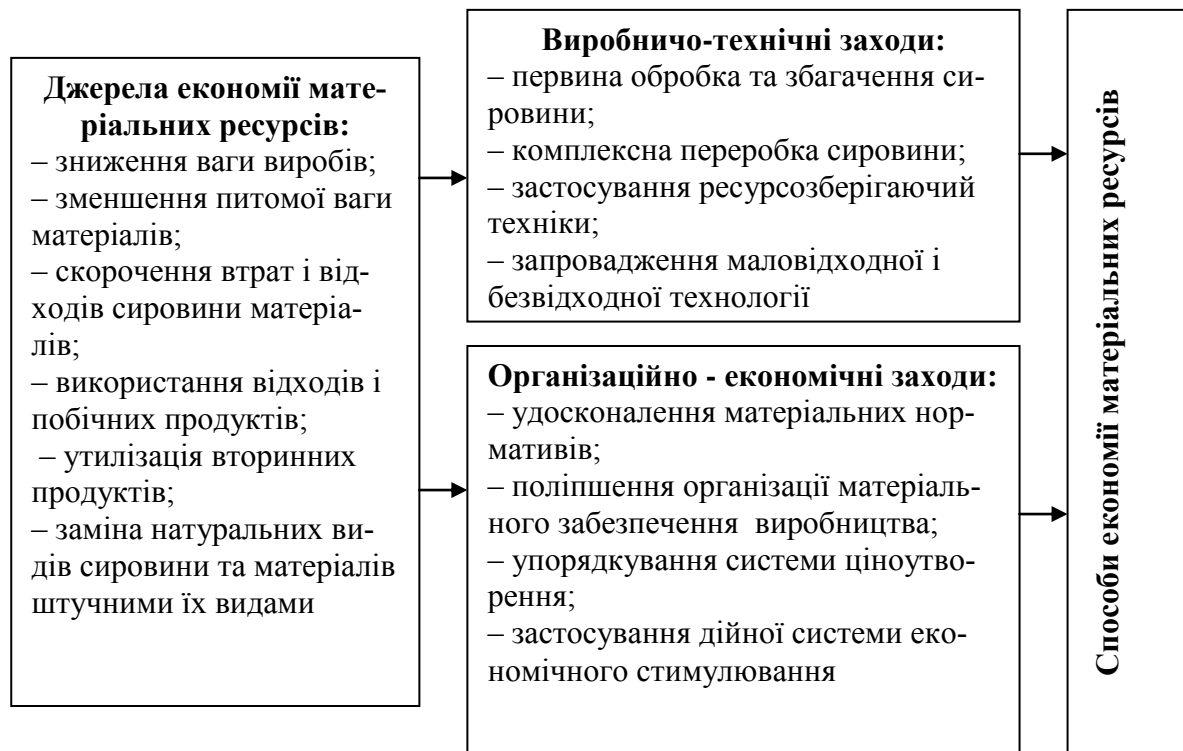 Джерела економії мате-
ріальних ресурсів:
– зниження ваги виробів;
– зменшення питомої ваги
матеріалів;
– скорочення втрат і від-
ходів сировини матеріа-
лів;
– використання відходів і
побічних продуктів;
– утилізація вторинних
продуктів;
– заміна натуральних ви-
дів сировини та матеріалів
штучними їх видами
Виробничо-технічні заходи:
– первина обробка та збагачення си-
ровини;
– комплексна переробка сировини;
– застосування ресурсозберігаючий
техніки;
– запровадження маловідходної і
безвідходної технології
Організаційно - економічні заходи:
– удосконалення матеріальних нор-
мативів;
– поліпшення організації матеріаль-
ного забезпечення виробництва;
– упорядкування системи ціноутво-
рення;
– застосування дійної системи еко-
номічного стимулювання
Способи економії матеріальних ресурсів